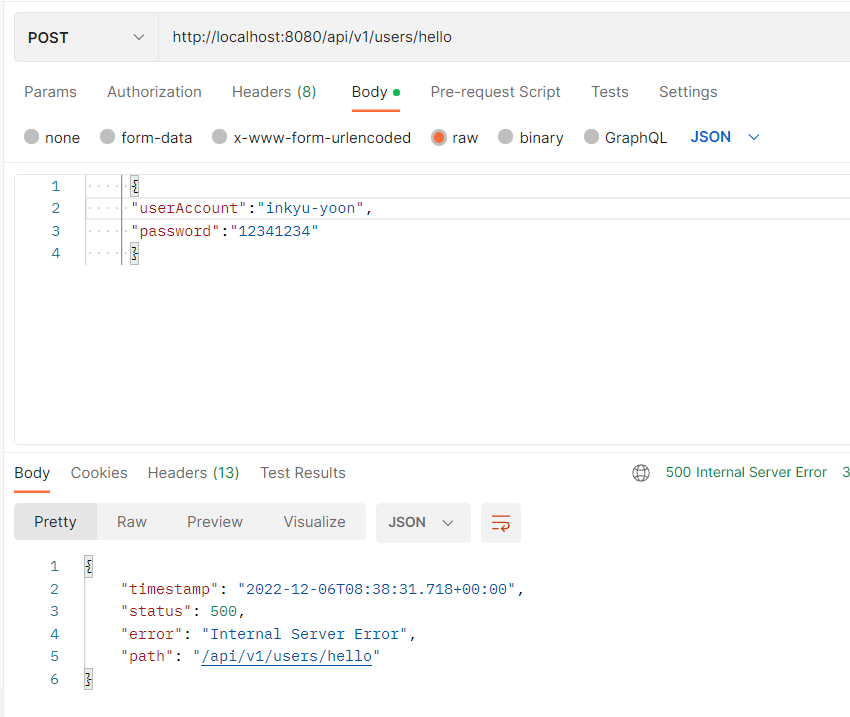 POST http://localhost:8080/api/v1/users/hello
Params Authorization Headers (8) Body Pre-request Script Tests Settings
none form-data x-www-form-urlencoded raw binary GraphQL JSON
1 {
2 "userAccount":"inkyu-yoon",
3 "password":"12341234"
4 }
Body Cookies Headers (13) Test Results 500 Internal Server Error 3
Pretty Raw Preview Visualize JSON
1 {
2 "timestamp": "2022-12-06T08:38:31.718+00:00",
3 "status": 500,
4 "error": "Internal Server Error",
5 "path": "/api/v1/users/hello"
6 }